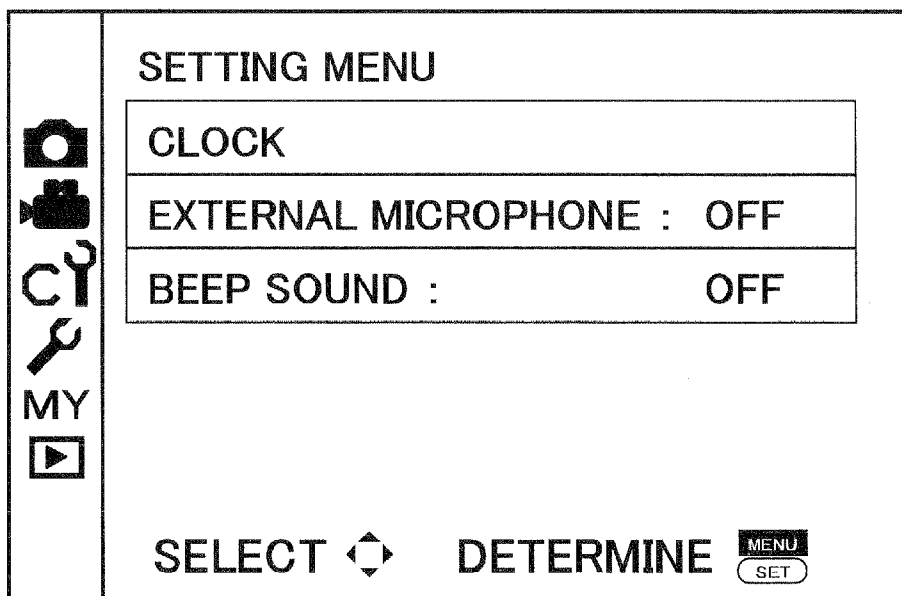 SETTING MENU
CLOCK
EXTERNAL MICROPHONE : OFF
BEEP SOUND : OFF
C
MY
SELECT DETERMINE MENU
SET